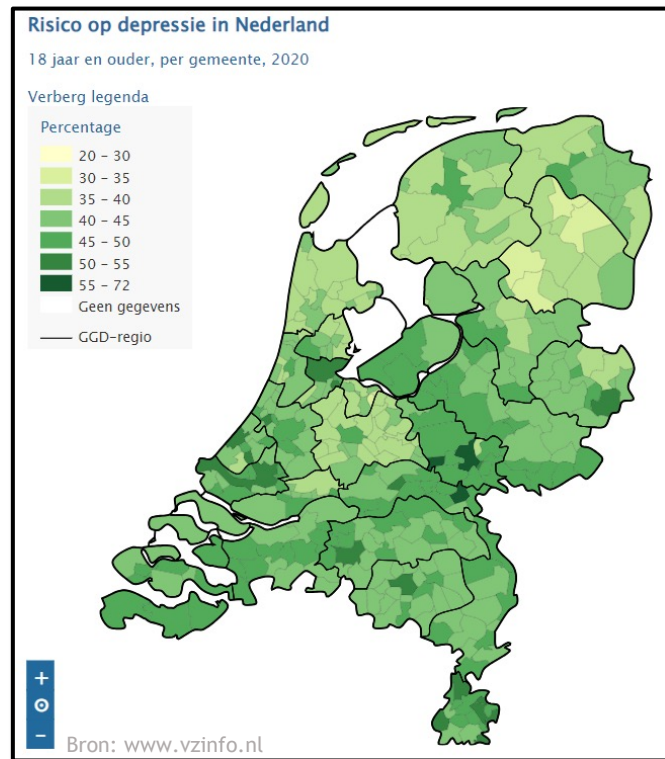 Risico op depressie in Nederland
18 jaar en ouder, per gemeente, 2020
Verberg legenda
Percentage
20 - 30
30 - 35
35 - 40
40 - 45
45 - 50
50 - 55
55 - 72
Geen gegevens
GGD-regio
+
-
Bron: www.vzinfo.nl